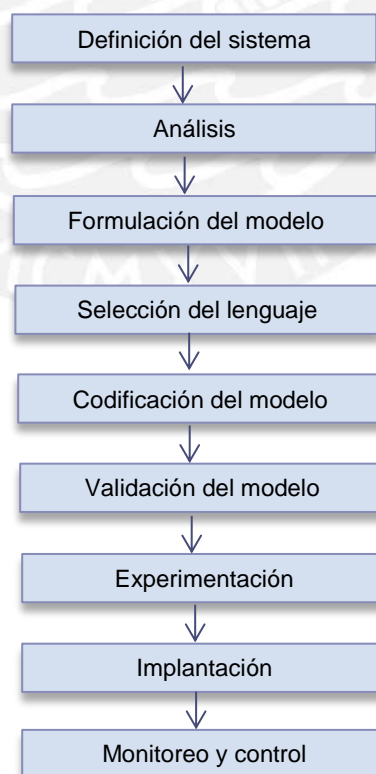 Definición del sistema
Análisis
Formulación del modelo
Selección del lenguaje
Codificación del modelo
Validación del modelo
Experimentación
Implantación
Monitoreo y control